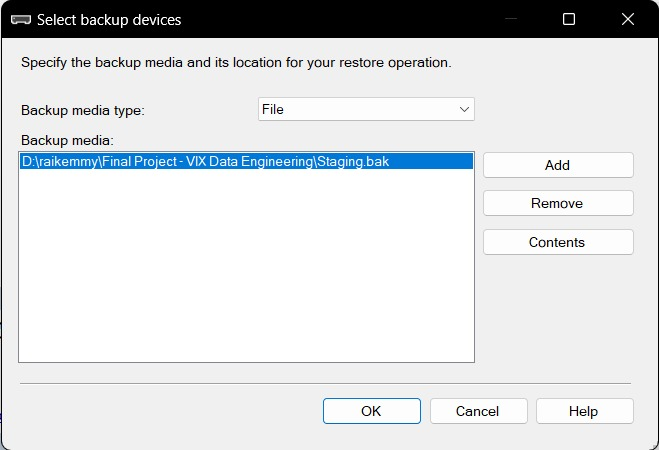 Select backup devices
Specify the backup media and its location for your restore operation.
Backup media type:
File
Backup media:
D:\raikemmy\Final Project - VIX Data Engineering\Staging.bak
Add
Remove
Contents
OK
Cancel
Help